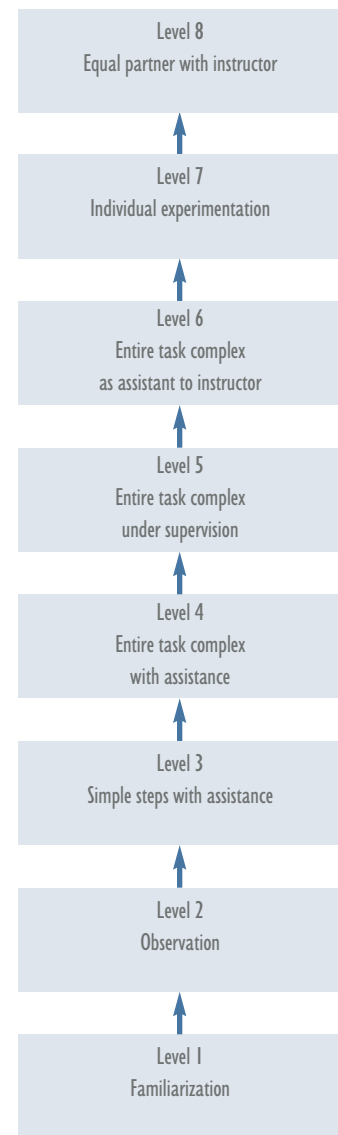 Level 8
Equal partner with instructor
Level 7
Individual experimentation
Level 6
Entire task complex
as assistant to instructor
Level 5
Entire task complex
under supervision
Level 4
Entire task complex
with assistance
Level 3
Simple steps with assistance
Level 2
Observation
Level 1
Familiarization